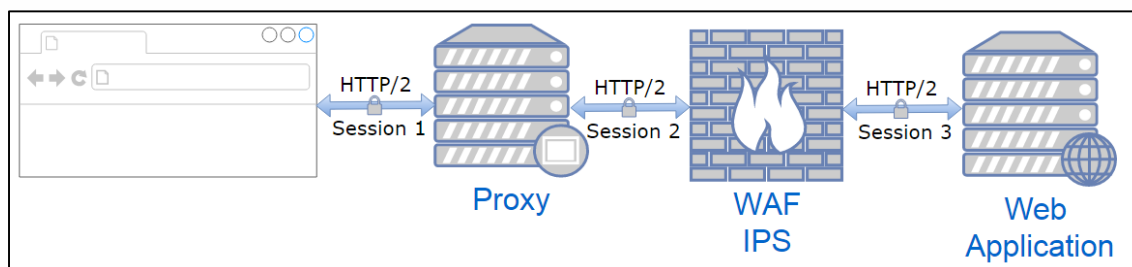 HTTP/2
Session 1
HTTP/2
Session 2
HTTP/2
Session 3
Proxy
WAF
IPS
Web
Application